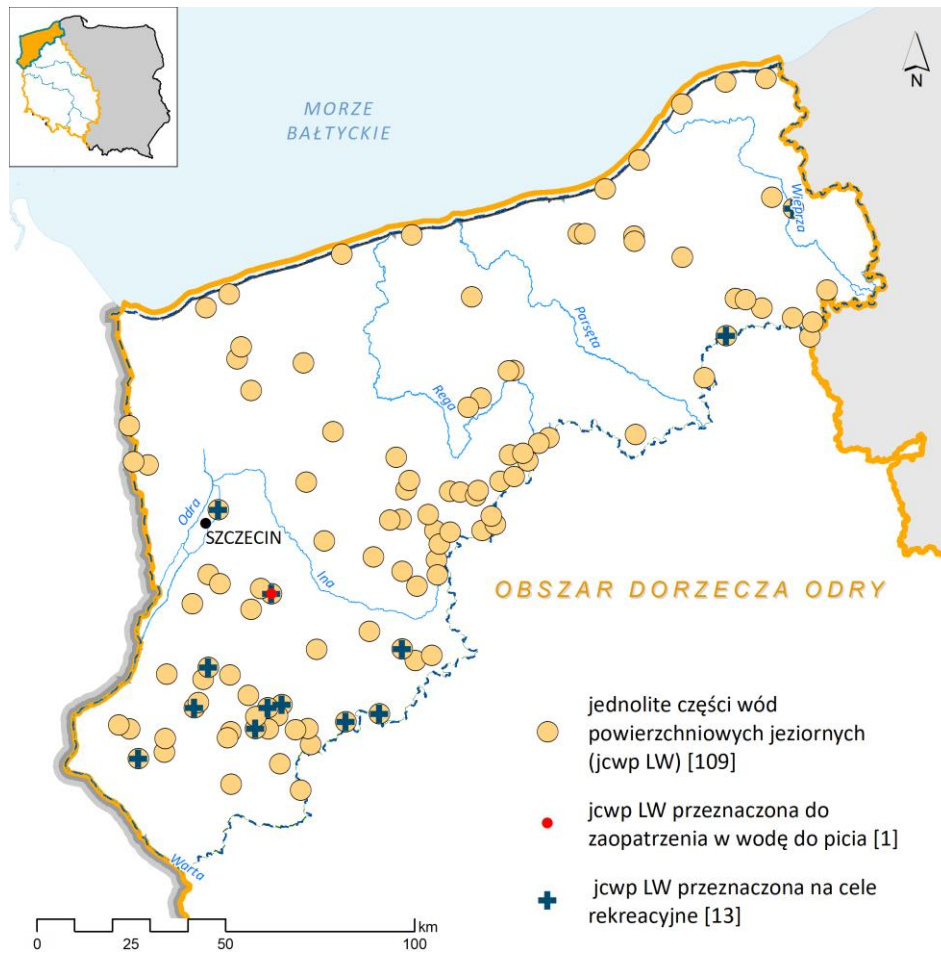 N
MORZE
BAŁTYCKIE
Wieprza
Parsęta
Rega
Odra
SZCZECIN
Ina
OBSZAR DORZECZA ODRY
jednolite części wód
powierzchniowych jeziornych
(jcwp LW) [109]
jcwp LW przeznaczona do
zaopatrzenia w wodę do picia [1]
jcwp LW przeznaczona na cele
rekreacyjne [13]
Warta
km
0
25
50
100